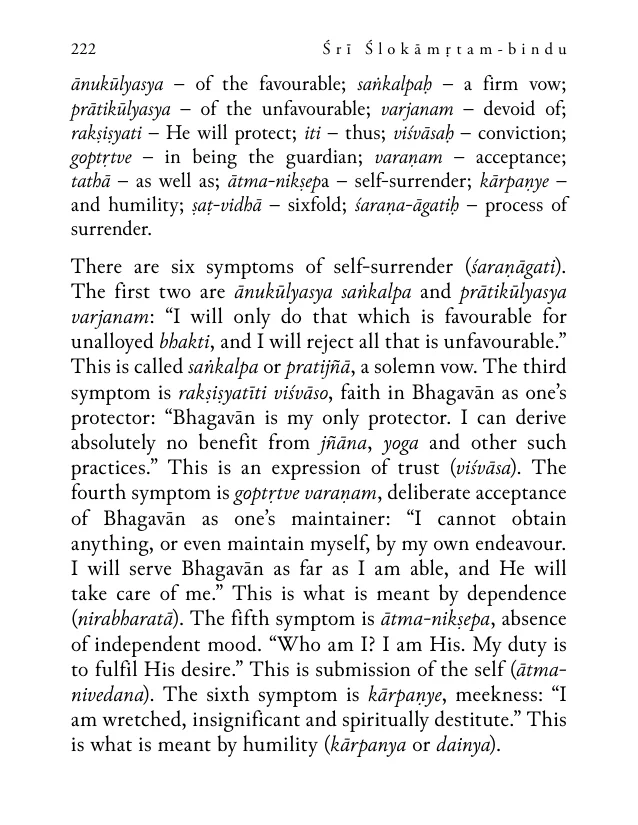 222 Śrī Ślokāmṛtam-bindu
ānukūlyasya – of the favourable; saṅkalpaḥ – a firm vow;
prātikūlyasya – of the unfavourable; varjanam – devoid of;
rakṣiṣyati – He will protect; iti – thus; viśvāsaḥ – conviction;
goptṛtve – in being the guardian; varaṇam – acceptance;
tathā – as well as; ātma-nikṣepa – self-surrender; kārpaṇye –
and humility; ṣaṭ-vidhā – sixfold; śaraṇa-āgatiḥ – process of
surrender.
There are six symptoms of self-surrender (śaraṇāgati).
The first two are ānukūlyasya saṅkalpa and prātikūlyasya
varjanam: “I will only do that which is favourable for
unalloyed bhakti, and I will reject all that is unfavourable.”
This is called saṅkalpa or pratijñā, a solemn vow. The third
symptom is rakṣiṣyatīti viśvāso, faith in Bhagavān as one’s
protector: “Bhagavān is my only protector. I can derive
absolutely no benefit from jñāna, yoga and other such
practices.” This is an expression of trust (viśvāsa). The
fourth symptom is goptṛtve varaṇam, deliberate acceptance
of Bhagavān as one’s maintainer: “I cannot obtain
anything, or even maintain myself, by my own endeavour.
I will serve Bhagavān as far as I am able, and He will
take care of me.” This is what is meant by dependence
(nirabharatā). The fifth symptom is ātma-nikṣepa, absence
of independent mood. “Who am I? I am His. My duty is
to fulfil His desire.” This is submission of the self (ātma-
nivedana). The sixth symptom is kārpaṇye, meekness: “I
am wretched, insignificant and spiritually destitute.” This
is what is meant by humility (kārpanya or dainya).